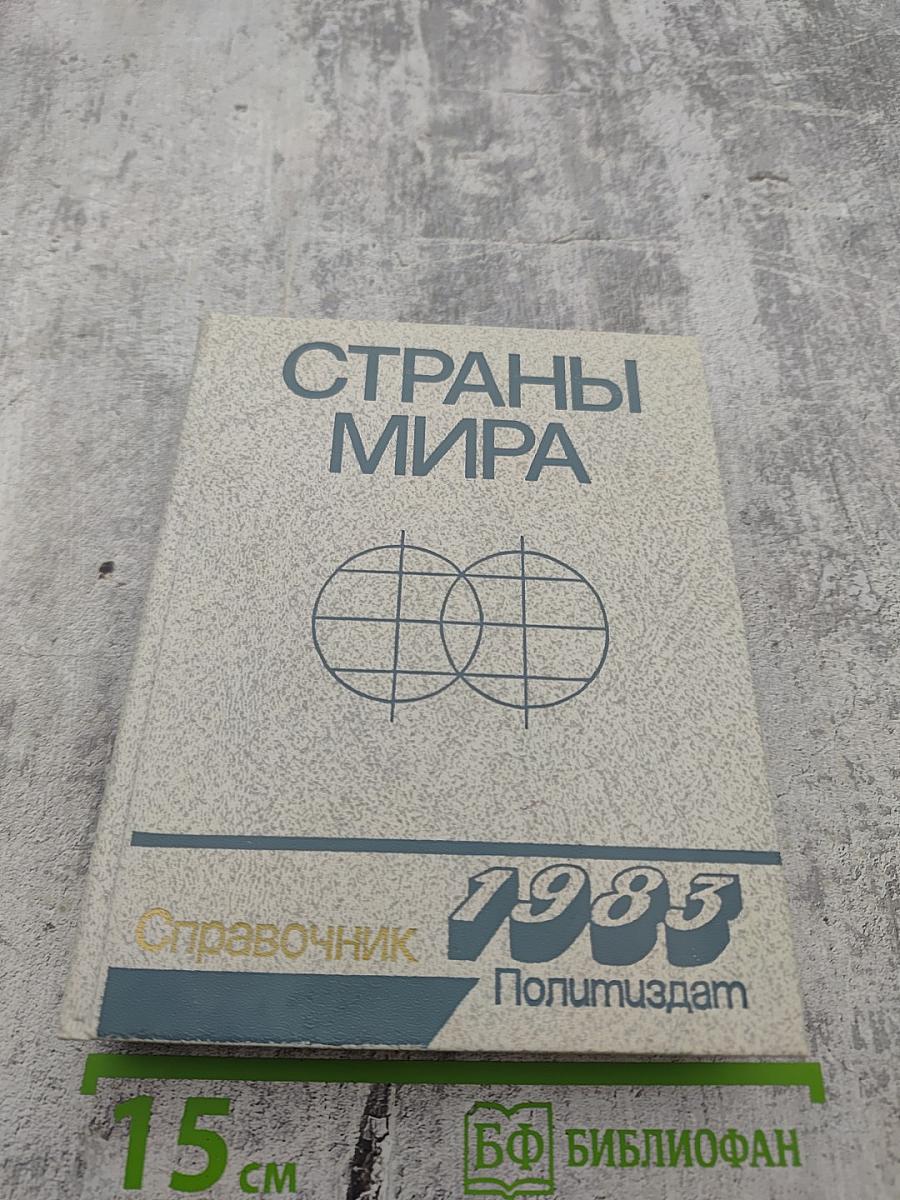 СТРАНЫ
МИРА
1983
Справочник
Политиздат
15 см
БФ БИБЛИОФАН